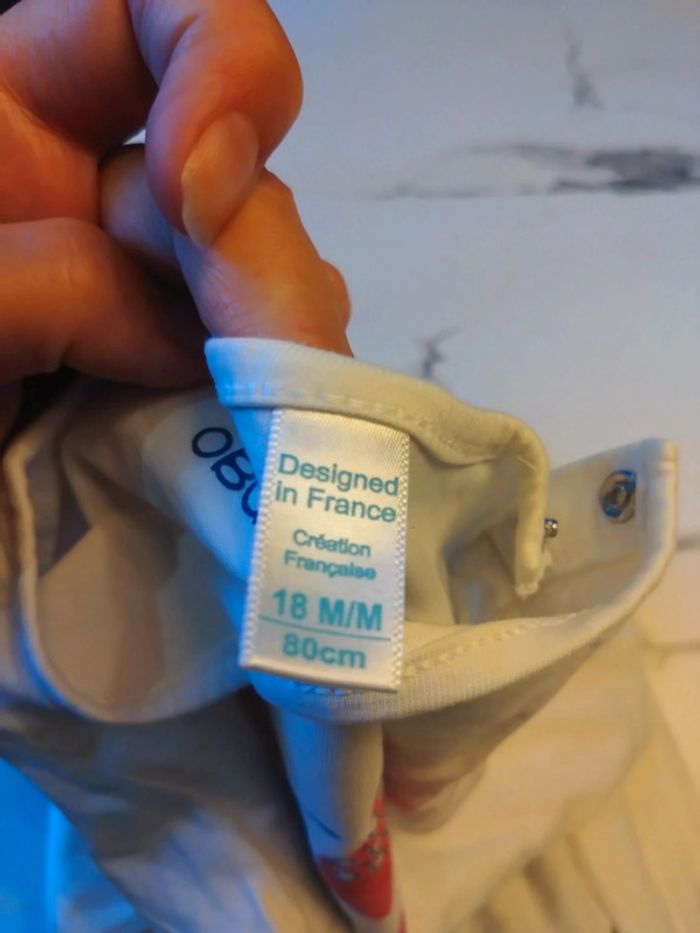 Designed
in France
Création
Française
18 M/M
80cm